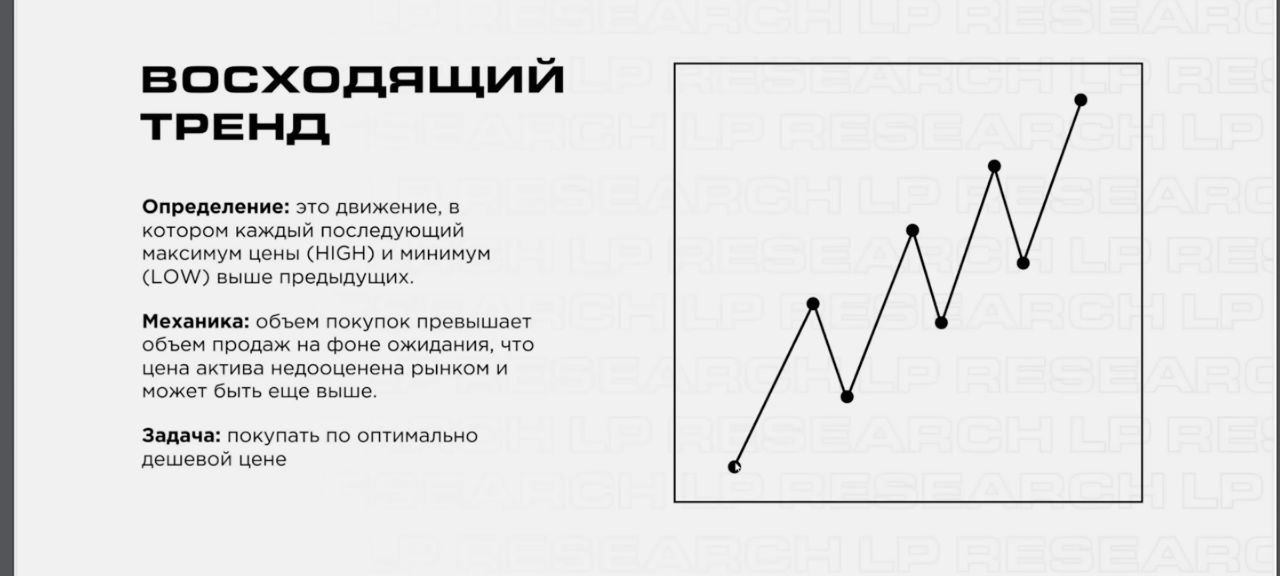 ВОСХОДЯЩИЙ
ТРЕНД
Определение: это движение, в
котором каждый последующий
максимум цены (HIGH) и минимум
(LOW) выше предыдущих.
Механика: объем покупок превышает
объем продаж на фоне ожидания, что
цена актива недооценена рынком и
может быть еще выше.
Задача: покупать по оптимально
дешевой цене
LP RESEARCH LP RESEARCH